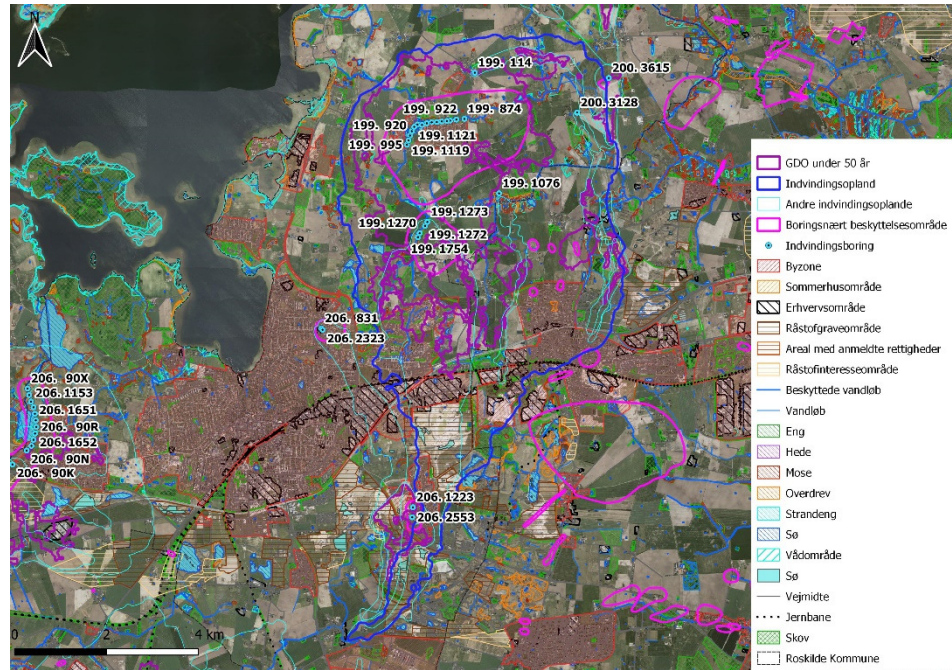 N
199. 114
200. 3615
199. 922
199. 874
200. 3128
199. 920
199. 1121
199. 995
199. 1119
199. 1076
199. 1273
199. 1270
199. 1272
199. 1754
206. 831
206. 2323
206. 90X
206. 1153
206. 1651
206. 90R
206. 1652
206. 90N
206. 90K
206. 1223
206. 2553
0 2 4 km
GDO under 50 år
Indvindingsopland
Andre indvindingsoplande
Boringsnært beskyttelsesområde
Indvindingsboring
Byzone
Sommerhusområde
Erhvervsområde
Råstofgraveområde
Areal med anmeldte rettigheder
Råstofinteresseområde
Beskyttede vandløb
Vandløb
Eng
Hede
Mose
Overdrev
Strandeng
Sø
Vådområde
Sø
Vejmidte
Jernbane
Skov
Roskilde Kommune